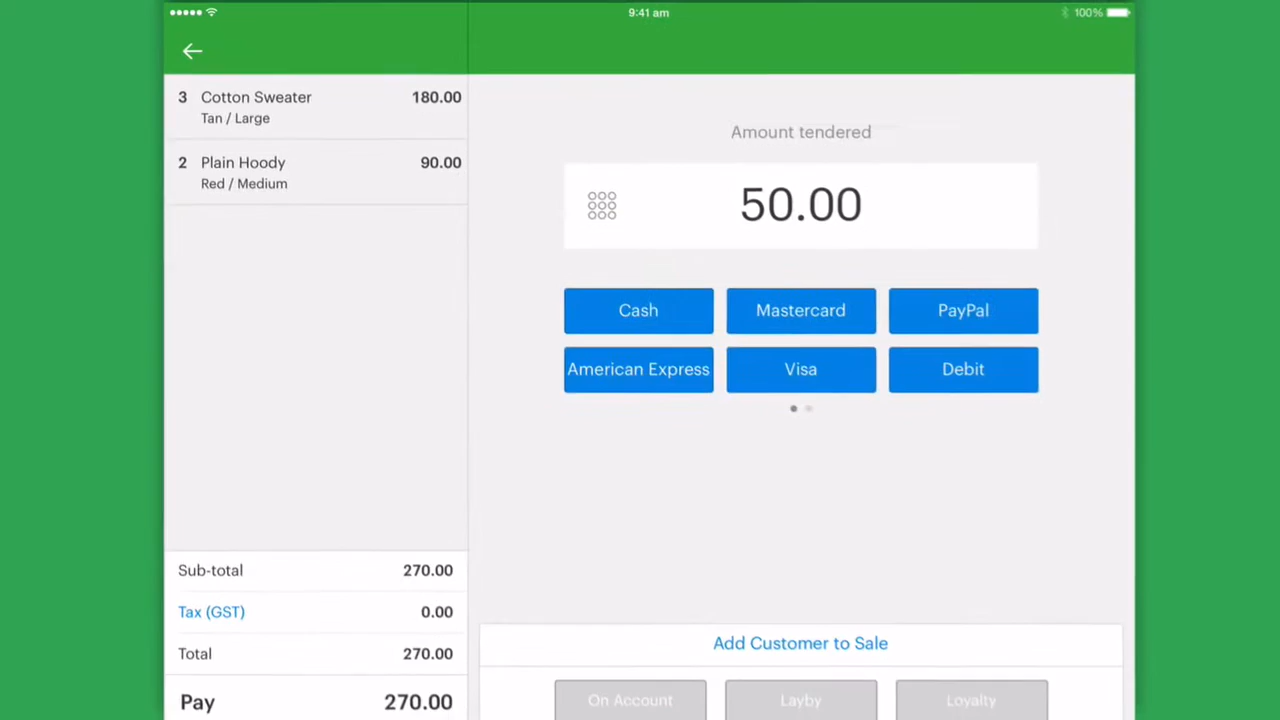 9:41 am
100%
3 Cotton Sweater 180.00
Tan / Large
2 Plain Hoody 90.00
Red / Medium
Sub-total 270.00
Tax (GST) 0.00
Total 270.00
Pay 270.00
Amount tendered
50.00
Cash Mastercard PayPal
American Express Visa Debit
Add Customer to Sale
On Account Layby Loyalty